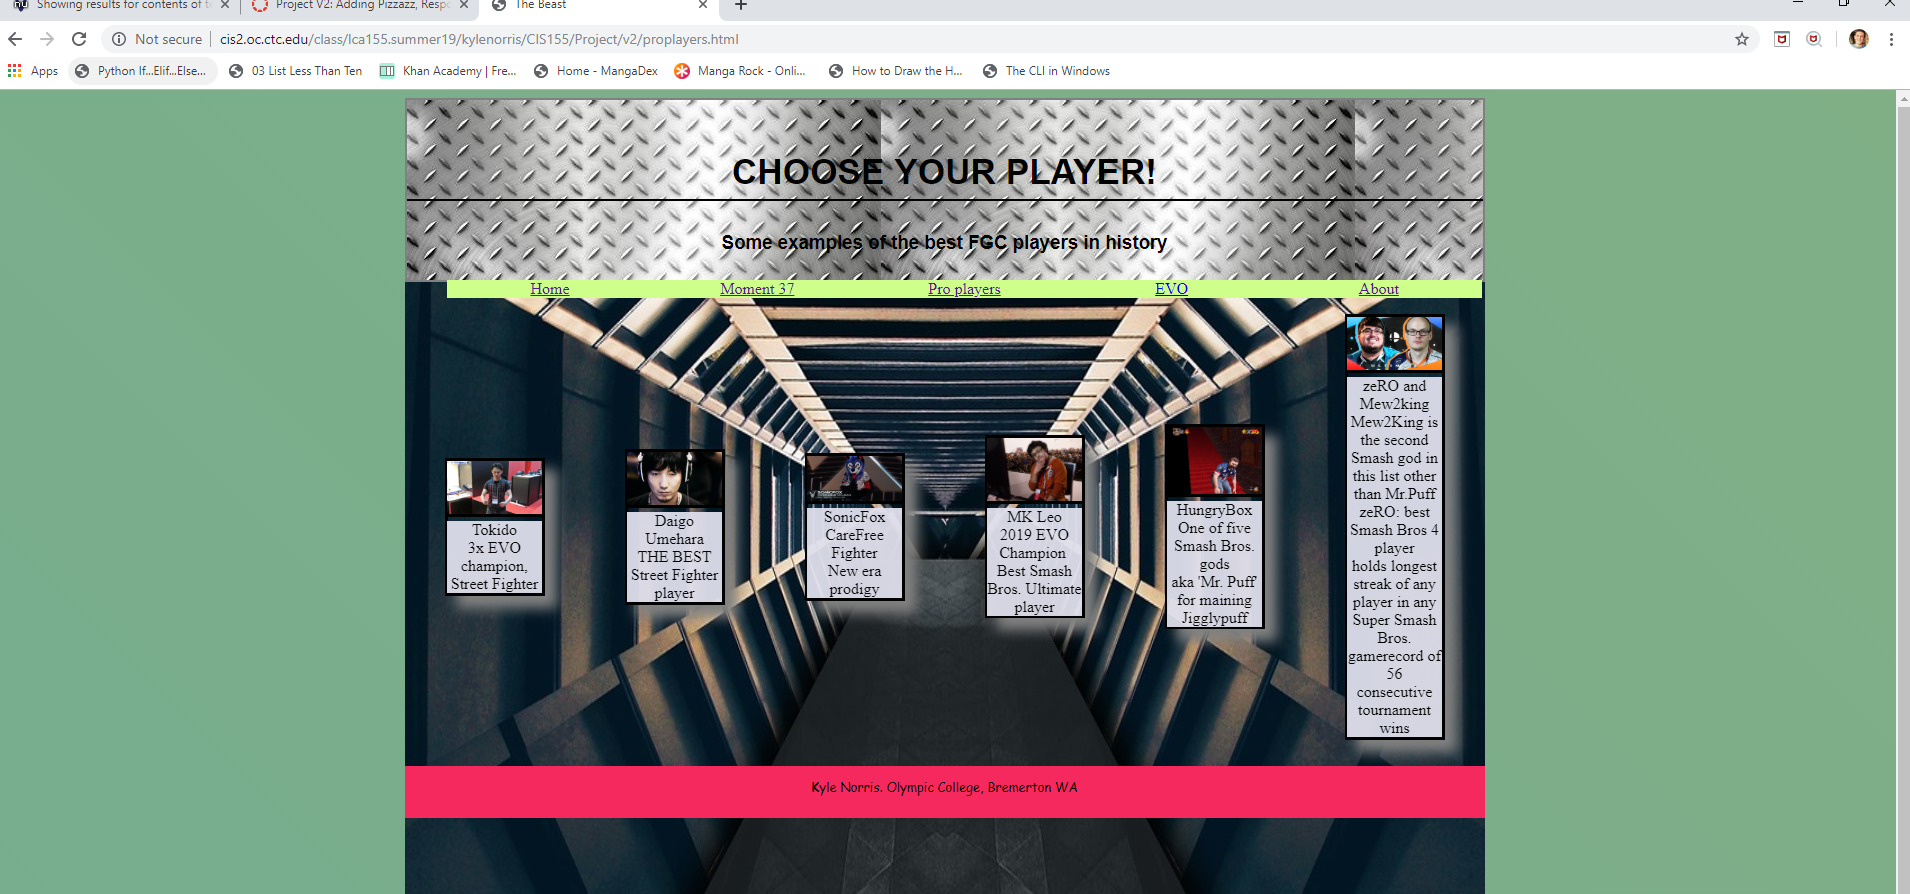 Showing results for contents of
Project V2: Adding Pizzazz, Resp
The Beast
Not secure | cis2.oc.ctc.edu/class/lca155.summer19/kylenorris/CIS155/Project/v2/proplayers.html
Apps Python If...Elif...Else... 03 List Less Than Ten Khan Academy | Fre... Home - MangaDex Manga Rock - Onli... How to Draw the H... The CLI in Windows
CHOOSE YOUR PLAYER!
Some examples of the best FGC players in history
Home Moment 37 Pro players EVO About
Tokido
3x EVO
champion,
Street Fighter
Daigo
Umehara
THE BEST
Street Fighter
player
SonicFox
CareFree
Fighter
New era
prodigy
MK Leo
2019 EVO
Champion
Best Smash
Bros. Ultimate
player
HungryBox
One of five
Smash Bros.
gods
aka 'Mr. Puff'
for maining
Jigglypuff
zeRO and
Mew2king
Mew2King is
the second
Smash god in
this list other
than Mr.Puff
zeRO: best
Smash Bros 4
player
holds longest
streak of any
player in any
Super Smash
Bros.
gamerecord of
56
consecutive
tournament
wins
Kyle Norris. Olympic College, Bremerton WA